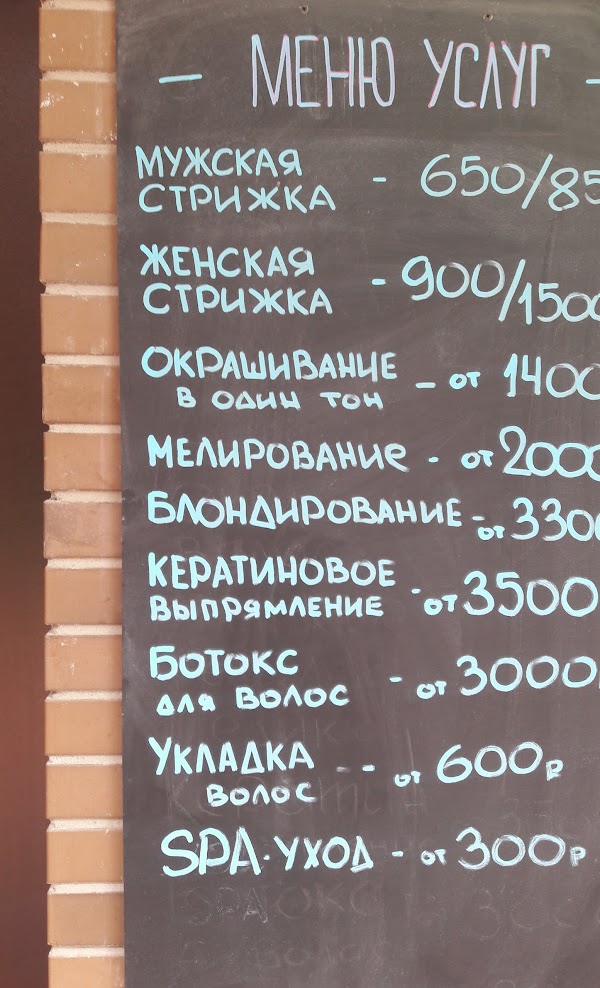 - МЕНЮ УСЛУГ -
МУЖСКАЯ
СТРИЖКА - 650/85
ЖЕНСКАЯ
СТРИЖКА - 900/1500
ОКРАШИВАНИЕ
В ОДИН ТОН - ОТ 1400
МЕЛИРОВАНИЕ - ОТ 2000
БЛОНДИРОВАНИЕ - ОТ 3300
КЕРАТИНОВОЕ
ВЫПРЯМЛЕНИЕ - ОТ 3500
БОТОКС
ДЛЯ ВОЛОС - ОТ 3000
УКЛАДКА
ВОЛОС -- ОТ 600Р
SPA-УХОД - ОТ 300Р